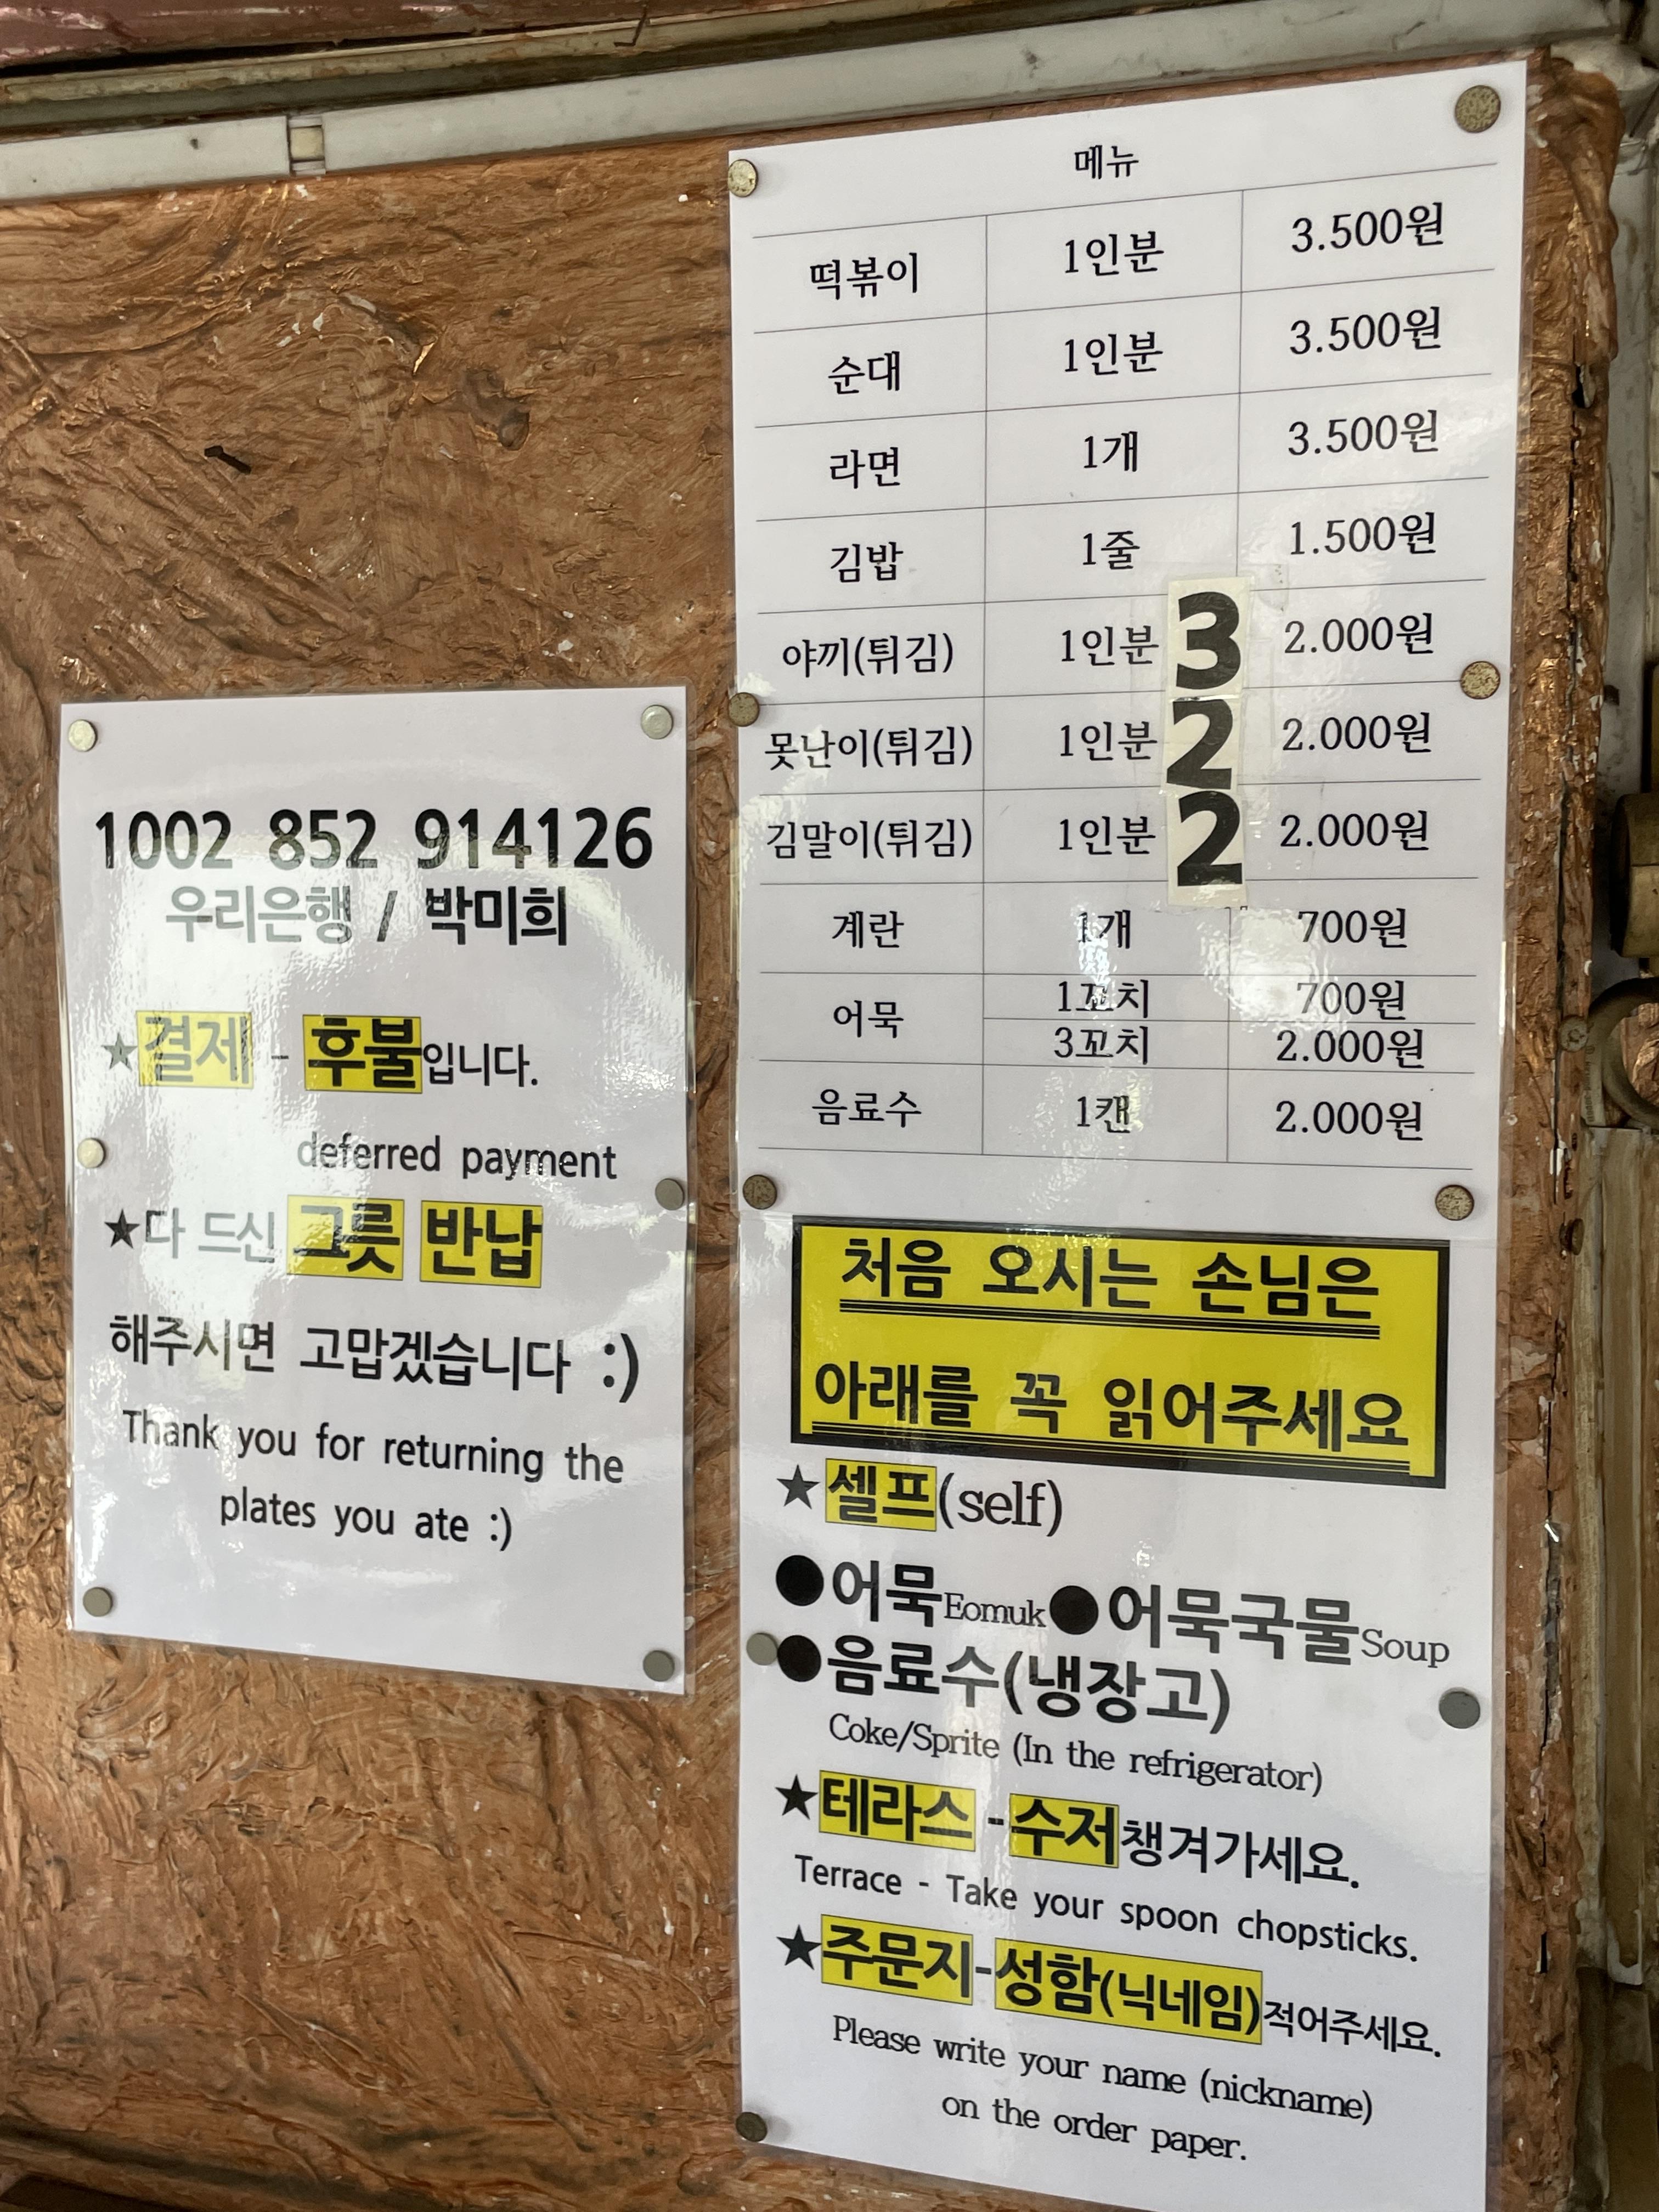 1002 852 914126
우리은행 / 박미희
★결제 - 후불입니다.
deferred payment
★다 드신 그릇 반납
해주시면 고맙겠습니다 :)
Thank you for returning the
plates you ate :)
메뉴
떡볶이 1인분 3.500원
순대 1인분 3.500원
라면 1개 3.500원
김밥 1줄 1.500원
야끼(튀김) 1인분 3 2.000원
못난이(튀김) 1인분 2 2.000원
김말이(튀김) 1인분 2 2.000원
계란 1개 700원
어묵 1꼬치 700원
3꼬치 2.000원
음료수 1캔 2.000원
처음 오시는 손님은
아래를 꼭 읽어주세요
★셀프(self)
●어묵Eomuk●어묵국물Soup
●음료수(냉장고)
Coke/Sprite (In the refrigerator)
★테라스 -수저챙겨가세요.
Terrace - Take your spoon chopsticks.
★주문지-성함(닉네임)적어주세요.
Please write your name (nickname)
on the order paper.